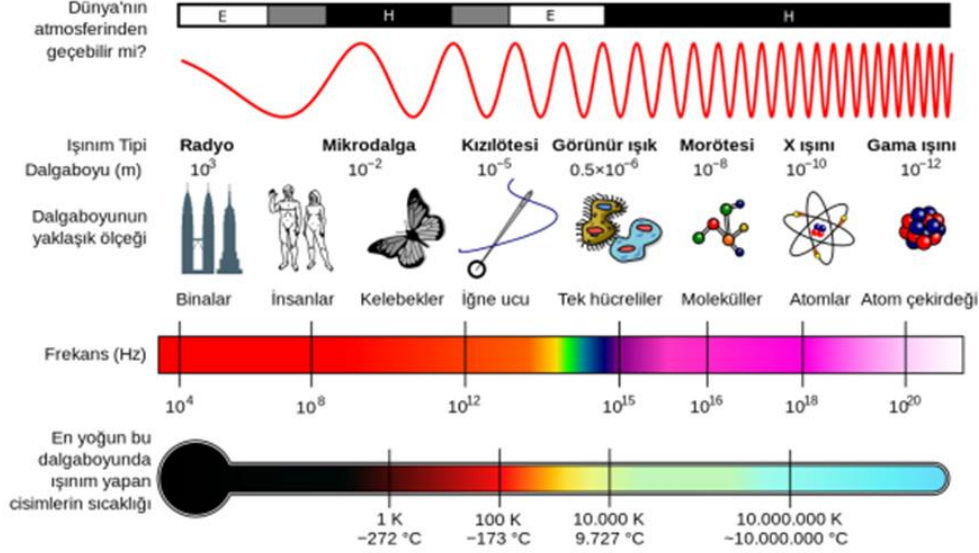 Dünya'nın
atmosferinden
geçebilir mi?
E H E H
Işınım Tipi Radyo Mikrodalga Kızılötesi Görünür ışık Morötesi X ışını Gama ışını
Dalgaboyu (m) 10³ 10⁻² 10⁻⁵ 0.5×10⁻⁶ 10⁻⁸ 10⁻¹⁰ 10⁻¹²
Dalgaboyunun
yaklaşık ölçeği
Binalar İnsanlar Kelebekler İğne ucu Tek hücreliler Moleküller Atomlar Atom çekirdeği
Frekans (Hz)
10⁴ 10⁸ 10¹² 10¹⁵ 10¹⁶ 10¹⁸ 10²⁰
En yoğun bu
dalgaboyunda
ışınım yapan
cisimlerin sıcaklığı
1 K 100 K 10.000 K 10.000.000 K
−272 °C −173 °C 9.727 °C ~10.000.000 °C